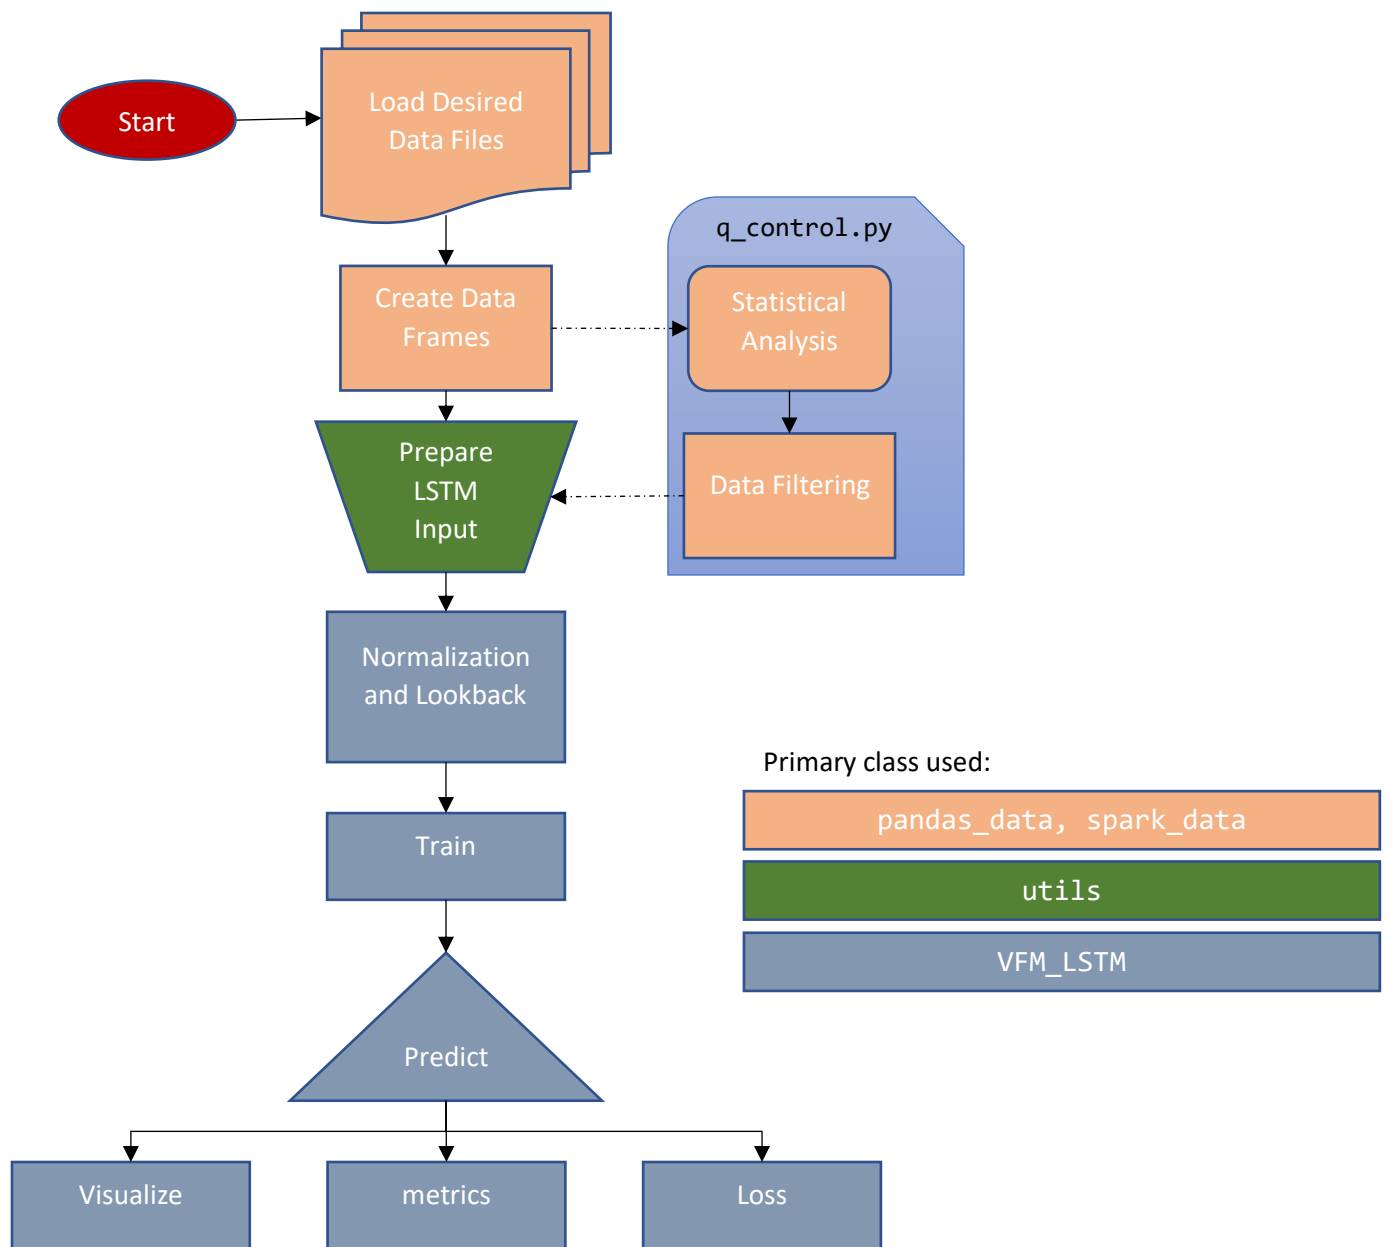 Start
Load Desired
Data Files
q_control.py
Create Data
Frames
Statistical
Analysis
Prepare
LSTM
Input
Data Filtering
Normalization
and Lookback
Primary class used:
pandas_data, spark_data
Train
utils
VFM_LSTM
Predict
Visualize
metrics
Loss